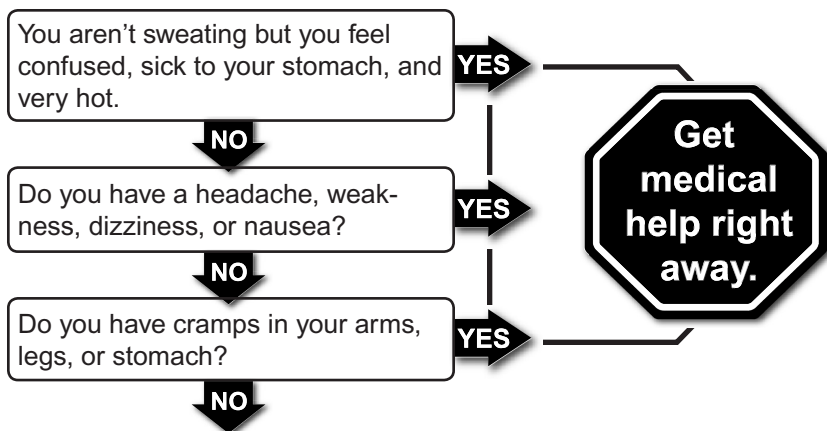 You aren’t sweating but you feel
confused, sick to your stomach, and
very hot.
YES
NO
Do you have a headache, weak-
ness, dizziness, or nausea?
YES
NO
Do you have cramps in your arms,
legs, or stomach?
YES
NO
Get
medical
help right
away.